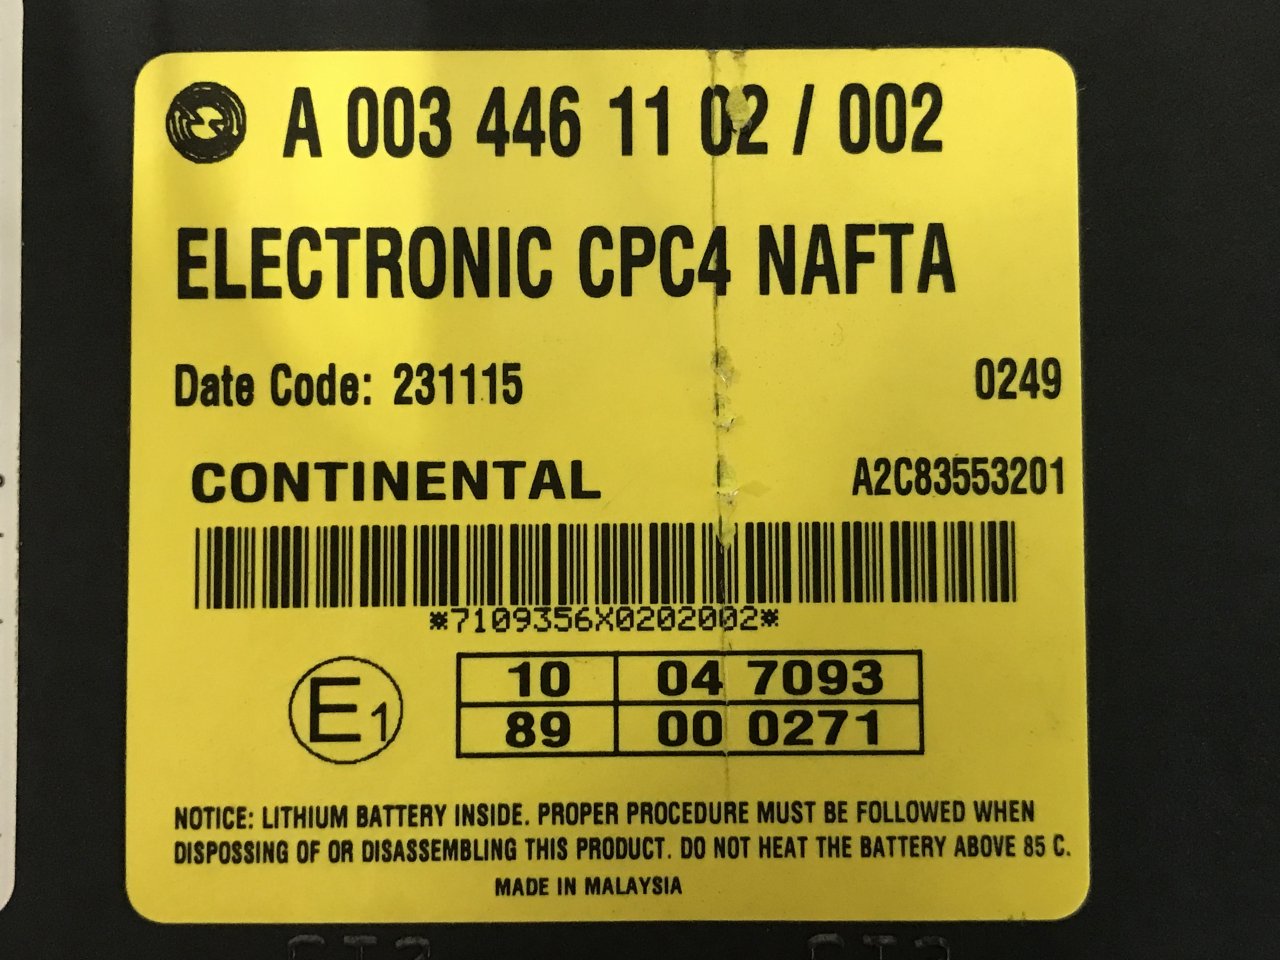 A 003 446 11 02 / 002
ELECTRONIC CPC4 NAFTA
Date Code: 231115 0249
CONTINENTAL A2C83553201
*7109356X0202002*
E1
10 04 7093
89 00 0271
NOTICE: LITHIUM BATTERY INSIDE. PROPER PROCEDURE MUST BE FOLLOWED WHEN
DISPOSSING OF OR DISASSEMBLING THIS PRODUCT. DO NOT HEAT THE BATTERY ABOVE 85 C.
MADE IN MALAYSIA